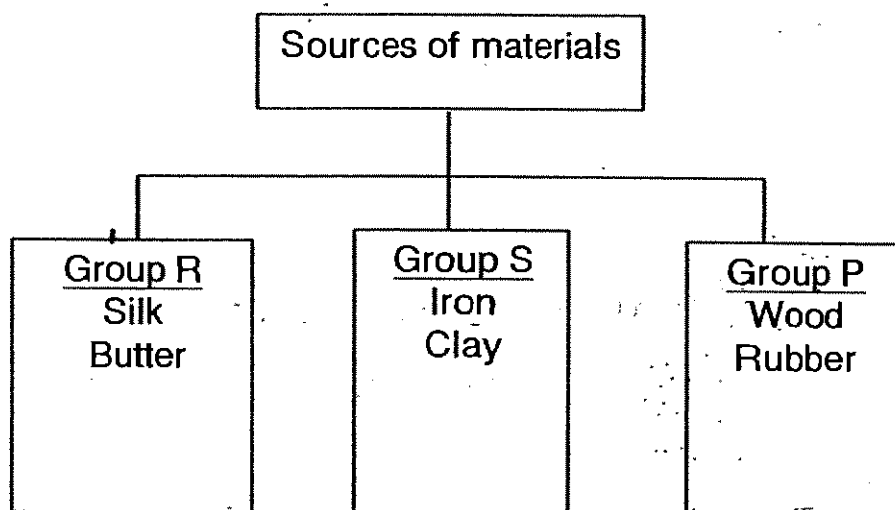 Sources of materials
Group R
Silk
Butter
Group S
Iron
Clay
Group P
Wood
Rubber